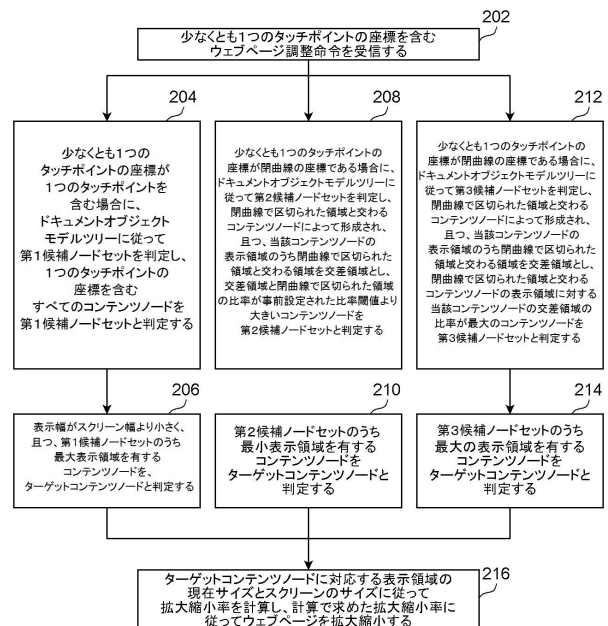 202
少なくとも1つのタッチポイントの座標を含む
ウェブページ調整命令を受信する
204
少なくとも1つの
タッチポイントの座標が
1つのタッチポイントを
含む場合に、
ドキュメントオブジェクト
モデルツリーに従って
第1候補ノードセットを判定し、
1つのタッチポイントの
座標を含む
すべてのコンテンツノードを
第1候補ノードセットと判定する
208
少なくとも1つのタッチポイントの
座標が閉曲線の座標である場合に、
ドキュメントオブジェクトモデルツリーに
従って第2候補ノードセットを判定し、
閉曲線で区切られた領域と交わる
コンテンツノードによって形成され、
且つ、当該コンテンツノードの
表示領域のうち閉曲線で区切られた
領域と交わる領域を交差領域とし、
交差領域と閉曲線で区切られた領域
の比率が事前設定された比率閾値より
大きいコンテンツノードを
第2候補ノードセットと判定する
212
少なくとも1つのタッチポイントの
座標が閉曲線の座標である場合に、
ドキュメントオブジェクトモデルツリーに
従って第3候補ノードセットを判定し、
閉曲線で区切られた領域と交わる
コンテンツノードによって形成され、
且つ、当該コンテンツノードの
表示領域のうち閉曲線で区切られた
領域と交わる領域を交差領域とし、
閉曲線で区切られた領域と交わる
コンテンツノードの表示領域に対する
当該コンテンツノードの交差領域の
比率が最大のコンテンツノードを
第3候補ノードセットと判定する
206
表示幅がスクリーン幅より小さく、
且つ、第1候補ノードセットのうち
最大表示領域を有する
コンテンツノードを、
ターゲットコンテンツノードと判定する
210
第2候補ノードセットのうち
最小表示領域を有する
コンテンツノードを
ターゲットコンテンツノードと
判定する
214
第3候補ノードセットのうち
最大の表示領域を有する
コンテンツノードを
ターゲットコンテンツノードと
判定する
216
ターゲットコンテンツノードに対応する表示領域の
現在サイズとスクリーンのサイズに従って
拡大縮小率を計算し、計算で求めた拡大縮小率に
従ってウェブページを拡大縮小する